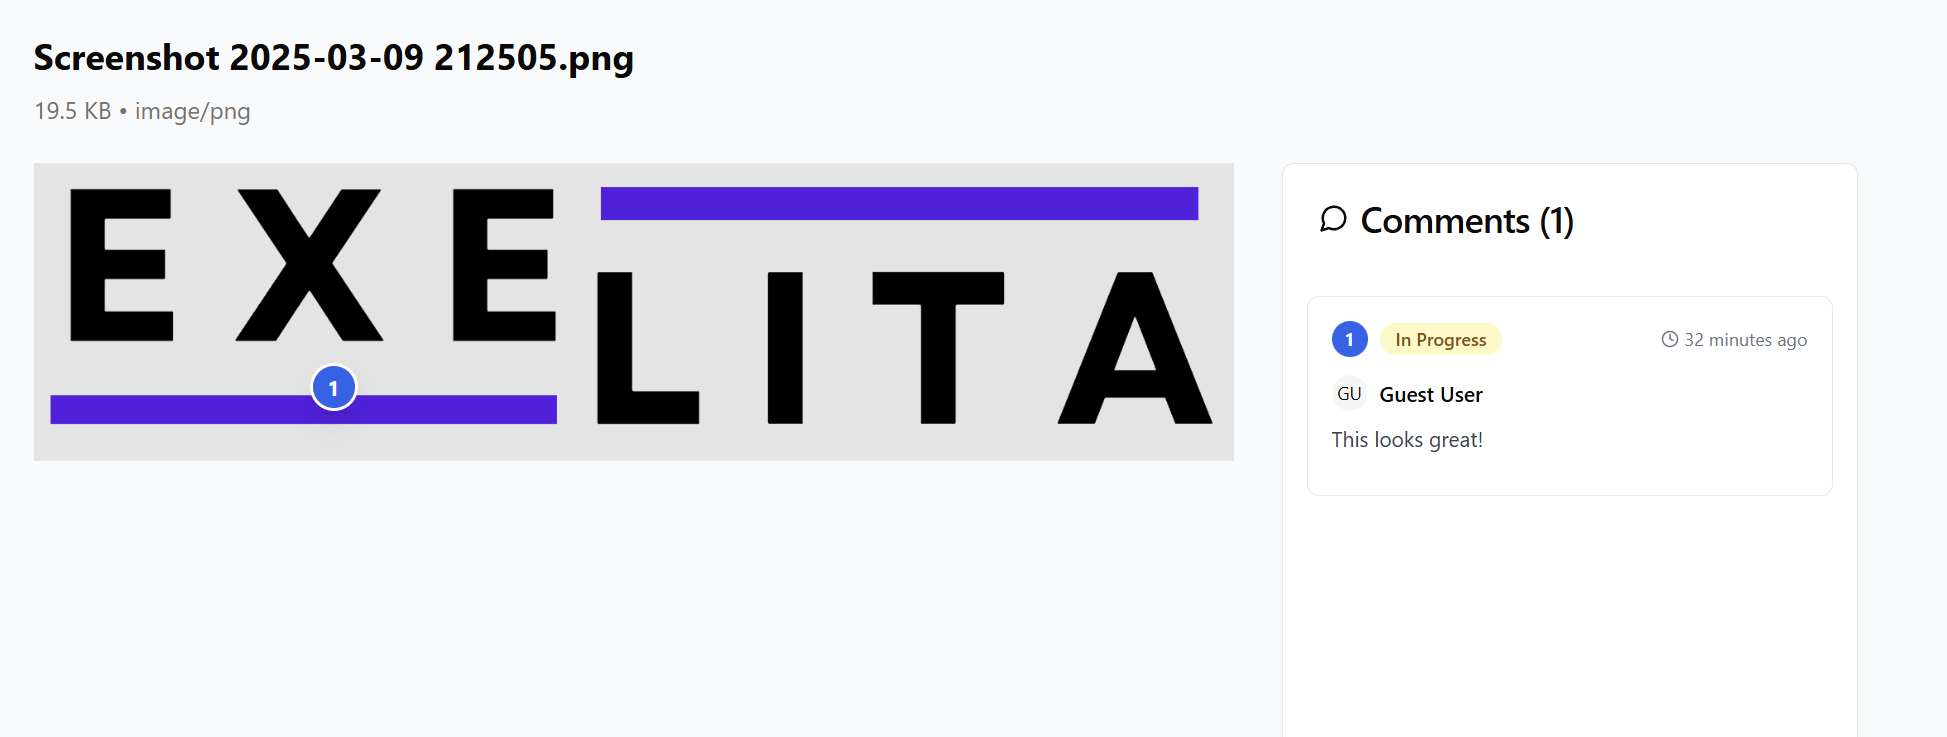 Screenshot 2025-03-09 212505.png
19.5 KB • image/png
EXE
LITA
1
Comments (1)
1 In Progress 32 minutes ago
GU Guest User
This looks great!